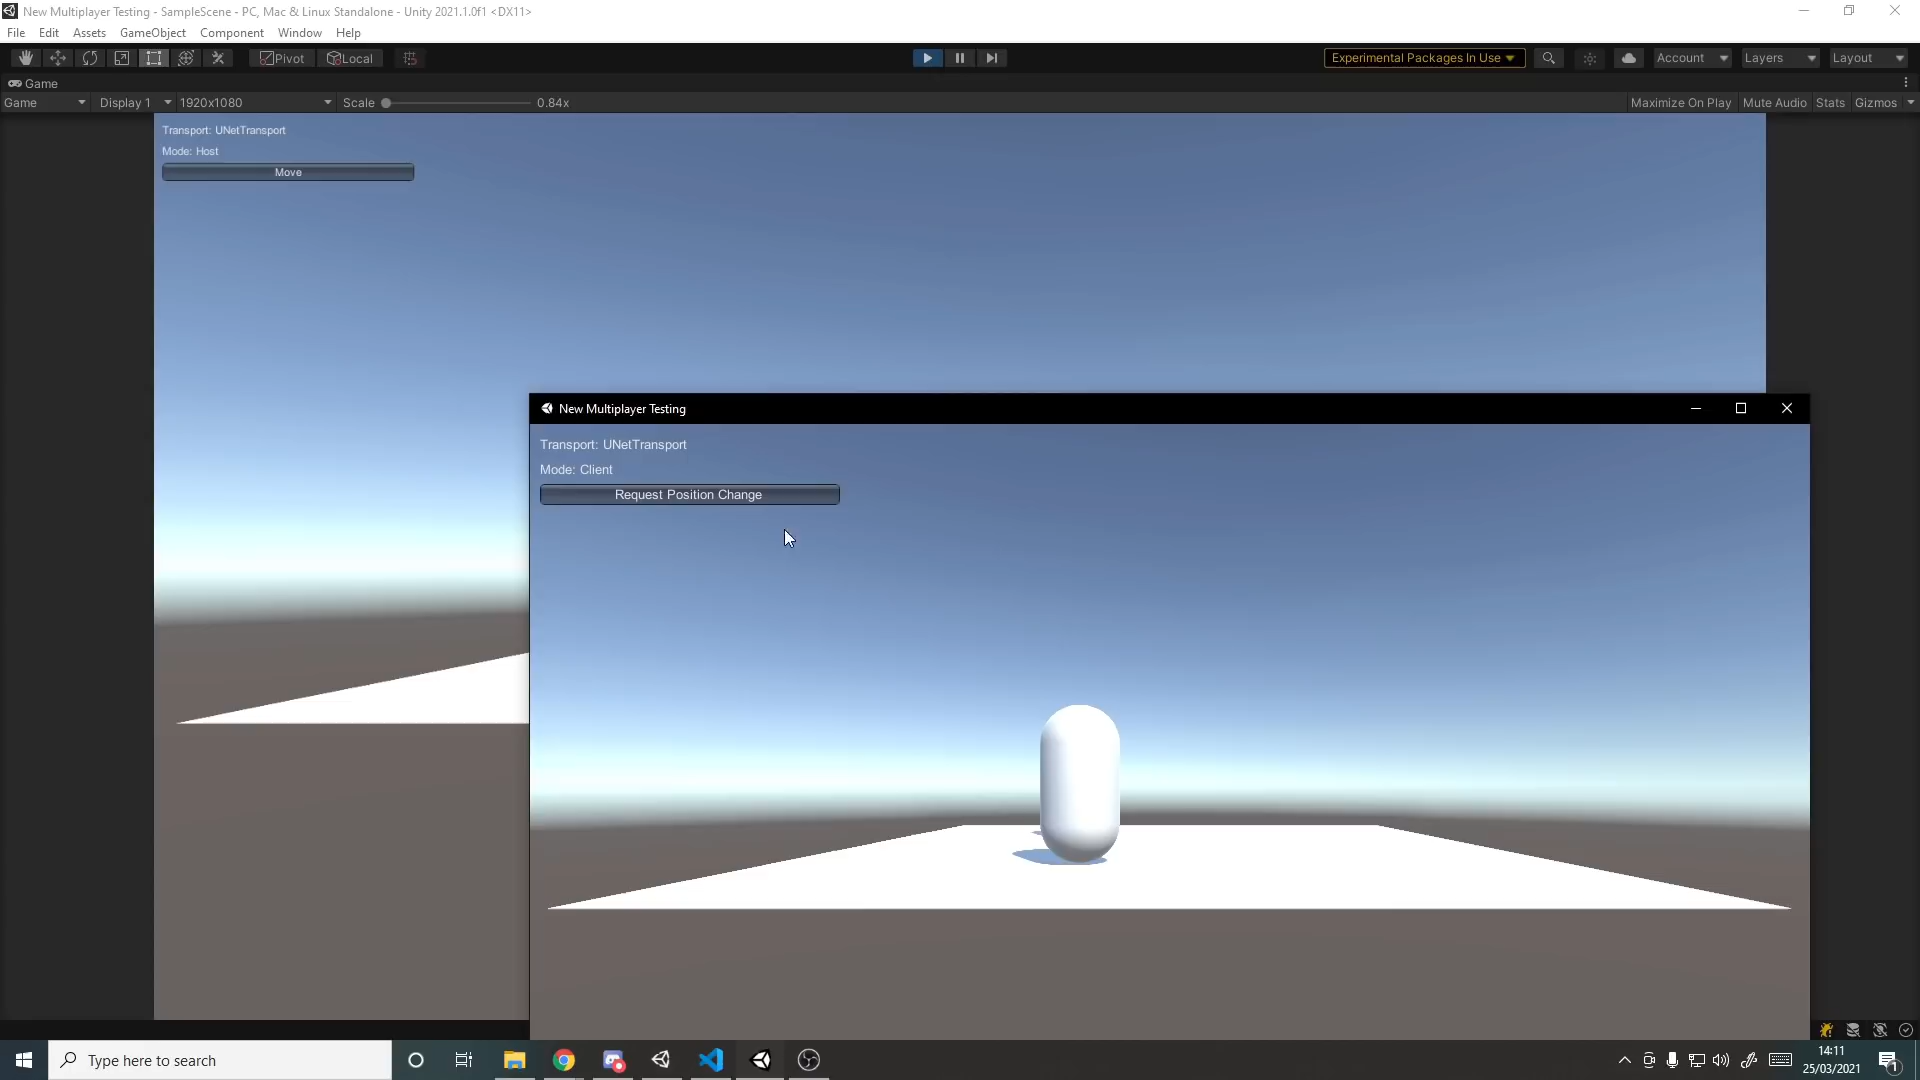 New Multiplayer Testing - SampleScene - PC, Mac & Linux Standalone - Unity 2021.1.0f1 <DX11>
File Edit Assets GameObject Component Window Help
Pivot Local Experimental Packages In Use Account Layers Layout
Game
Game Display 1 1920x1080 Scale 0.84x Maximize On Play Mute Audio Stats Gizmos
Transport: UNetTransport
Mode: Host
Move
New Multiplayer Testing
Transport: UNetTransport
Mode: Client
Request Position Change
Type here to search
14:11
25/03/2021
1